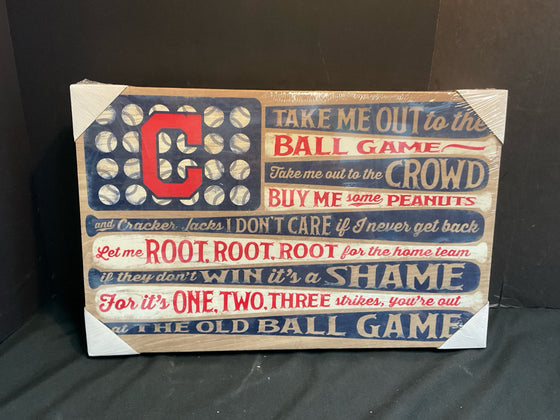 C
TAKE ME OUT to the
BALL GAME
Take me out to the CROWD
BUY ME some PEANUTS
and Cracker Jacks I DON'T CARE if I never get back
Let me ROOT, ROOT, ROOT for the home team
if they don't WIN it's a SHAME
For it's ONE, TWO, THREE strikes, you're out
at THE OLD BALL GAME